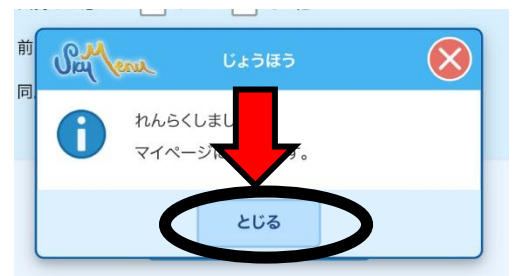 前
同
SkyMenu
じょうほう
れんらくしまし
マイページに す。
とじる